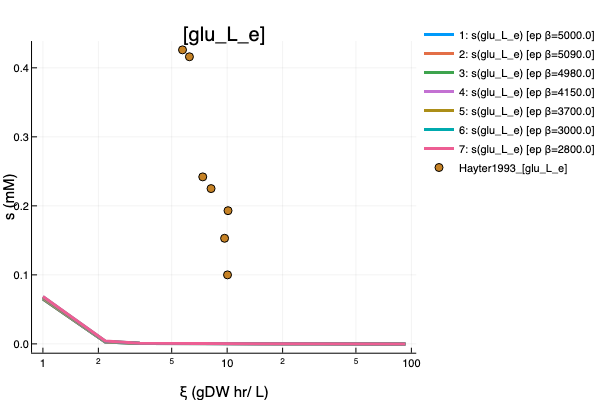 [glu_L_e]
1: s(glu_L_e) [ep β=5000.0]
2: s(glu_L_e) [ep β=5090.0]
3: s(glu_L_e) [ep β=4980.0]
4: s(glu_L_e) [ep β=4150.0]
5: s(glu_L_e) [ep β=3700.0]
6: s(glu_L_e) [ep β=3000.0]
7: s(glu_L_e) [ep β=2800.0]
Hayter1993_[glu_L_e]
s (mM)
0.4
0.3
0.2
0.1
0.0
1 2 5 10 2 5 100
ξ (gDW hr/ L)